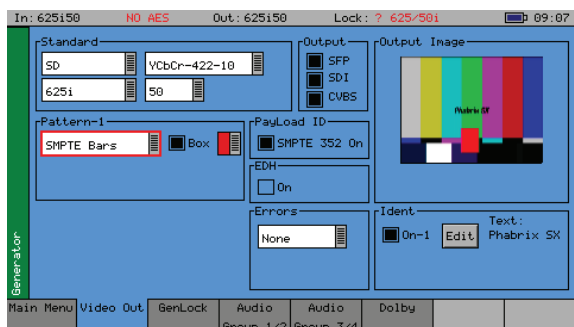 In: 625i50 NO AES Out: 625i50 Lock: ? 625/50i 09:07
Standard
SD YCbCr-422-10
625i 50
Output
SFP
SDI
CVBS
Output Image
Phabrix SX
Pattern-1
SMPTE Bars Box
PayLoad ID
SMPTE 352 On
EDH
On
Errors
None
Ident
On-1 Edit Text:
Phabrix SX
Generator
Main Menu Video Out GenLock Audio Audio Dolby
Group 1/2 Group 3/4